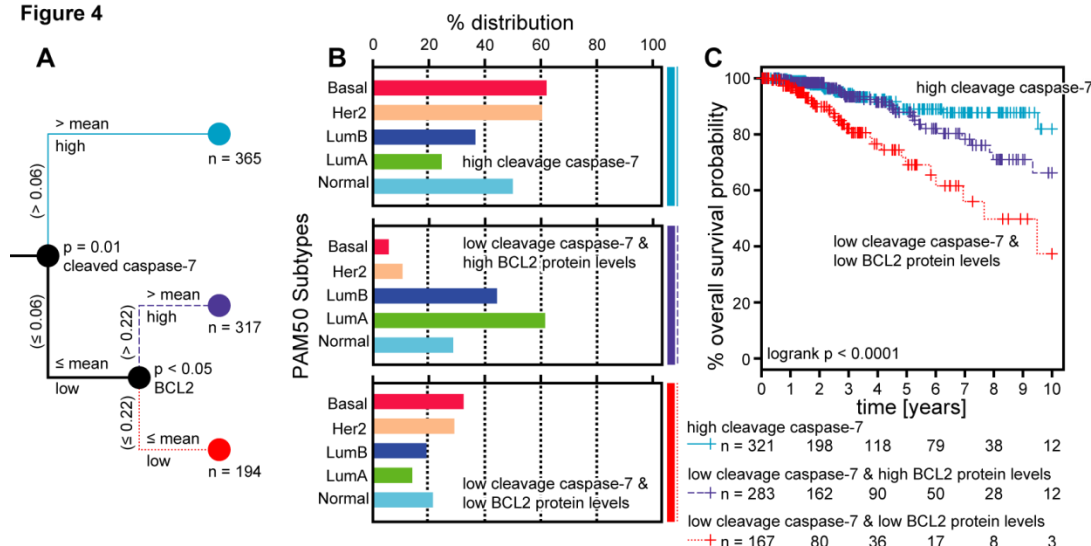 Figure 4
A
> mean
high
n = 365
(> 0.06)
p = 0.01
cleaved caspase-7
(≤ 0.06)
> mean
high
n = 317
(> 0.22)
≤ mean
low
p < 0.05
BCL2
(≤ 0.22)
≤ mean
low
n = 194
B
% distribution
0 20 40 60 80 100
PAM50 Subtypes
Basal
Her2
LumB
LumA
Normal
high cleavage caspase-7
Basal
Her2
LumB
LumA
Normal
low cleavage caspase-7 &
high BCL2 protein levels
Basal
Her2
LumB
LumA
Normal
low cleavage caspase-7 &
low BCL2 protein levels
C
% overall survival probability
100
80
60
40
20
0
high cleavage caspase-7
low cleavage caspase-7 &
low BCL2 protein levels
logrank p < 0.0001
0 1 2 3 4 5 6 7 8 9 10
time [years]
high cleavage caspase-7
n = 321 198 118 79 38 12
low cleavage caspase-7 & high BCL2 protein levels
n = 283 162 90 50 28 12
low cleavage caspase-7 & low BCL2 protein levels
n = 167 80 36 17 8 3